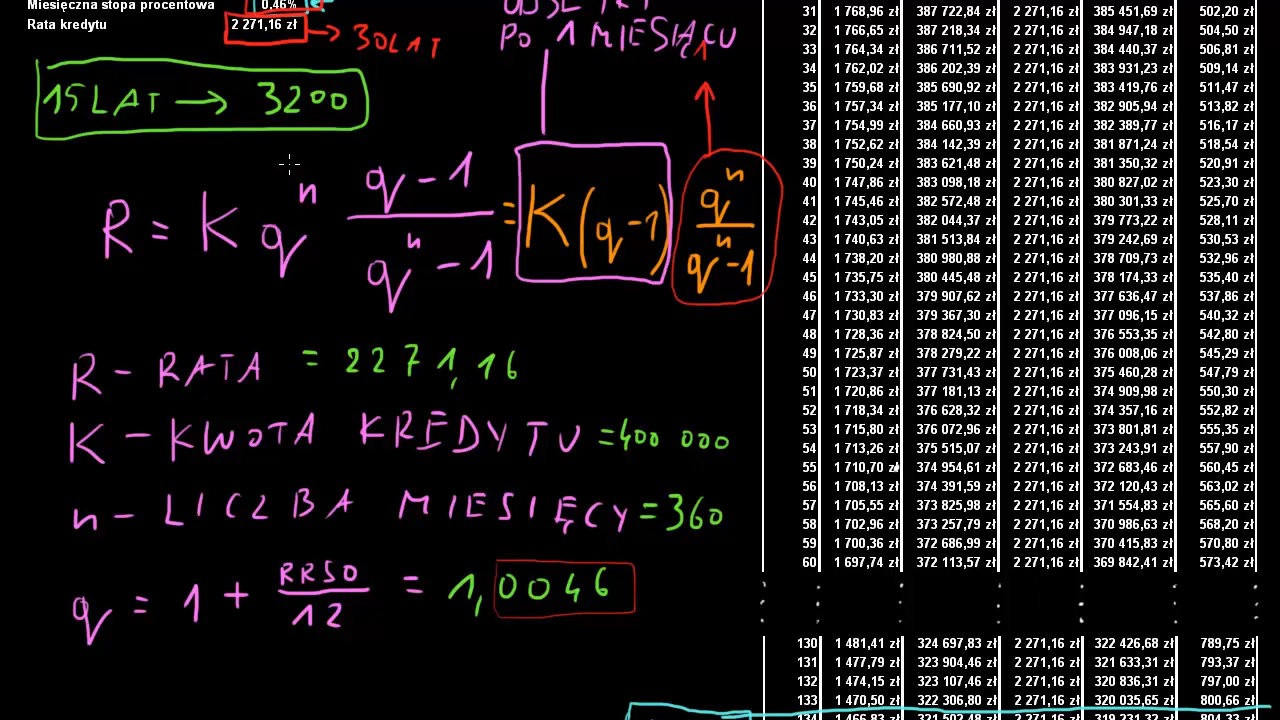 Miesięczna stopa procentowa 0,46%
Rata kredytu 2 271,16 zł → 30 LAT
PO 1 MIESIĄCU
1
15 LAT → 3200
R = K q^n (q - 1)/(q^n - 1) = K(q-1) q^n/(q^n-1)
R - RATA = 2271,16
K - KWOTA KREDYTU = 400 000
n - LICZBA MIESIĘCY = 360
q = 1 + RRSO/12 = 1,0046
31 1 768,96 zł 387 722,84 zł 2 271,16 zł 385 451,69 zł 502,20 zł
32 1 766,65 zł 387 218,34 zł 2 271,16 zł 384 947,18 zł 504,50 zł
33 1 764,34 zł 386 711,52 zł 2 271,16 zł 384 440,37 zł 506,81 zł
34 1 762,02 zł 386 202,39 zł 2 271,16 zł 383 931,23 zł 509,14 zł
35 1 759,68 zł 385 690,92 zł 2 271,16 zł 383 419,76 zł 511,47 zł
36 1 757,34 zł 385 177,10 zł 2 271,16 zł 382 905,94 zł 513,82 zł
37 1 754,99 zł 384 660,93 zł 2 271,16 zł 382 389,77 zł 516,17 zł
38 1 752,62 zł 384 142,39 zł 2 271,16 zł 381 871,24 zł 518,54 zł
39 1 750,24 zł 383 621,48 zł 2 271,16 zł 381 350,32 zł 520,91 zł
40 1 747,86 zł 383 098,18 zł 2 271,16 zł 380 827,02 zł 523,30 zł
41 1 745,46 zł 382 572,48 zł 2 271,16 zł 380 301,33 zł 525,70 zł
42 1 743,05 zł 382 044,37 zł 2 271,16 zł 379 773,22 zł 528,11 zł
43 1 740,63 zł 381 513,84 zł 2 271,16 zł 379 242,69 zł 530,53 zł
44 1 738,20 zł 380 980,88 zł 2 271,16 zł 378 709,73 zł 532,96 zł
45 1 735,75 zł 380 445,48 zł 2 271,16 zł 378 174,33 zł 535,40 zł
46 1 733,30 zł 379 907,62 zł 2 271,16 zł 377 636,47 zł 537,86 zł
47 1 730,83 zł 379 367,30 zł 2 271,16 zł 377 096,15 zł 540,32 zł
48 1 728,36 zł 378 824,50 zł 2 271,16 zł 376 553,35 zł 542,80 zł
49 1 725,87 zł 378 279,22 zł 2 271,16 zł 376 008,06 zł 545,29 zł
50 1 723,37 zł 377 731,43 zł 2 271,16 zł 375 460,28 zł 547,79 zł
51 1 720,86 zł 377 181,13 zł 2 271,16 zł 374 909,98 zł 550,30 zł
52 1 718,34 zł 376 628,32 zł 2 271,16 zł 374 357,16 zł 552,82 zł
53 1 715,80 zł 376 072,96 zł 2 271,16 zł 373 801,81 zł 555,35 zł
54 1 713,26 zł 375 515,07 zł 2 271,16 zł 373 243,91 zł 557,90 zł
55 1 710,70 zł 374 954,61 zł 2 271,16 zł 372 683,46 zł 560,45 zł
56 1 708,13 zł 374 391,59 zł 2 271,16 zł 372 120,43 zł 563,02 zł
57 1 705,55 zł 373 825,98 zł 2 271,16 zł 371 554,83 zł 565,60 zł
58 1 702,96 zł 373 257,79 zł 2 271,16 zł 370 986,63 zł 568,20 zł
59 1 700,36 zł 372 686,99 zł 2 271,16 zł 370 415,83 zł 570,80 zł
60 1 697,74 zł 372 113,57 zł 2 271,16 zł 369 842,41 zł 573,42 zł
130 1 481,41 zł 324 697,83 zł 2 271,16 zł 322 426,68 zł 789,75 zł
131 1 477,79 zł 323 904,46 zł 2 271,16 zł 321 633,31 zł 793,37 zł
132 1 474,15 zł 323 107,46 zł 2 271,16 zł 320 836,31 zł 797,00 zł
133 1 470,50 zł 322 306,80 zł 2 271,16 zł 320 035,65 zł 800,66 zł